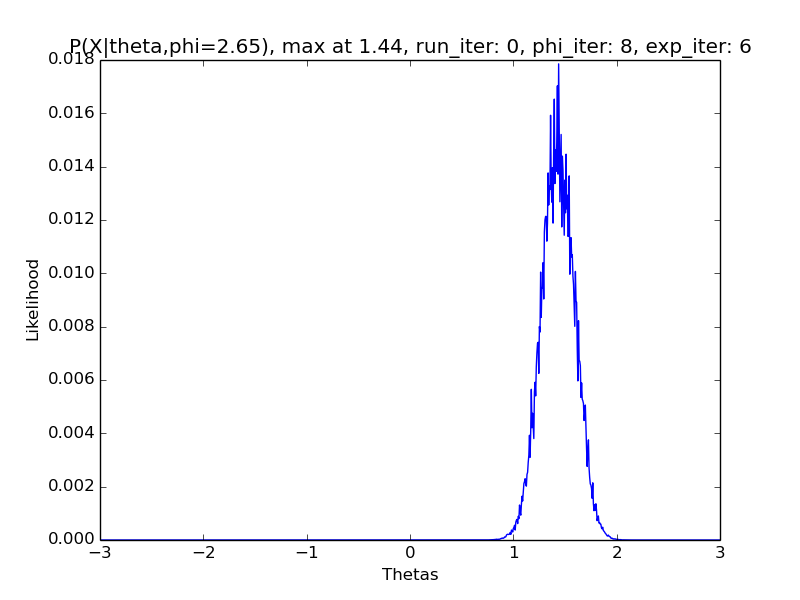 P(X|theta,phi=2.65), max at 1.44, run_iter: 0, phi_iter: 8, exp_iter: 6
0.018
0.016
0.014
0.012
0.010
0.008
0.006
0.004
0.002
0.000
Likelihood
−3 −2 −1 0 1 2 3
Thetas